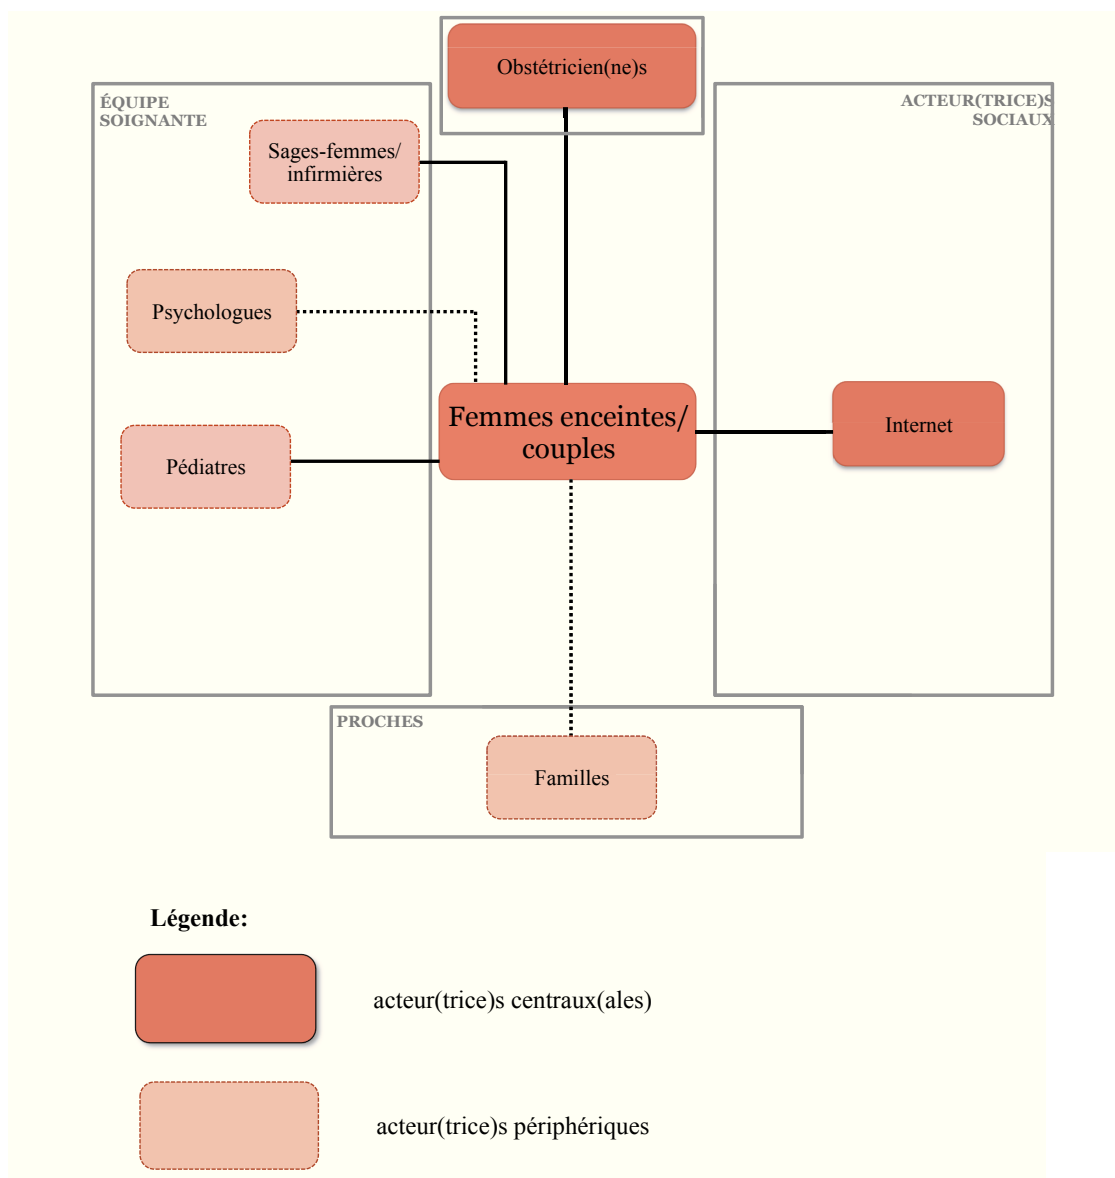 Obstétricien(ne)s
ÉQUIPE
SOIGNANTE
ACTEUR(TRICE)S
SOCIAUX
Sages-femmes/
infirmières
Psychologues
Femmes enceintes/
couples
Internet
Pédiatres
PROCHES
Familles
Légende:
acteur(trice)s centraux(ales)
acteur(trice)s périphériques